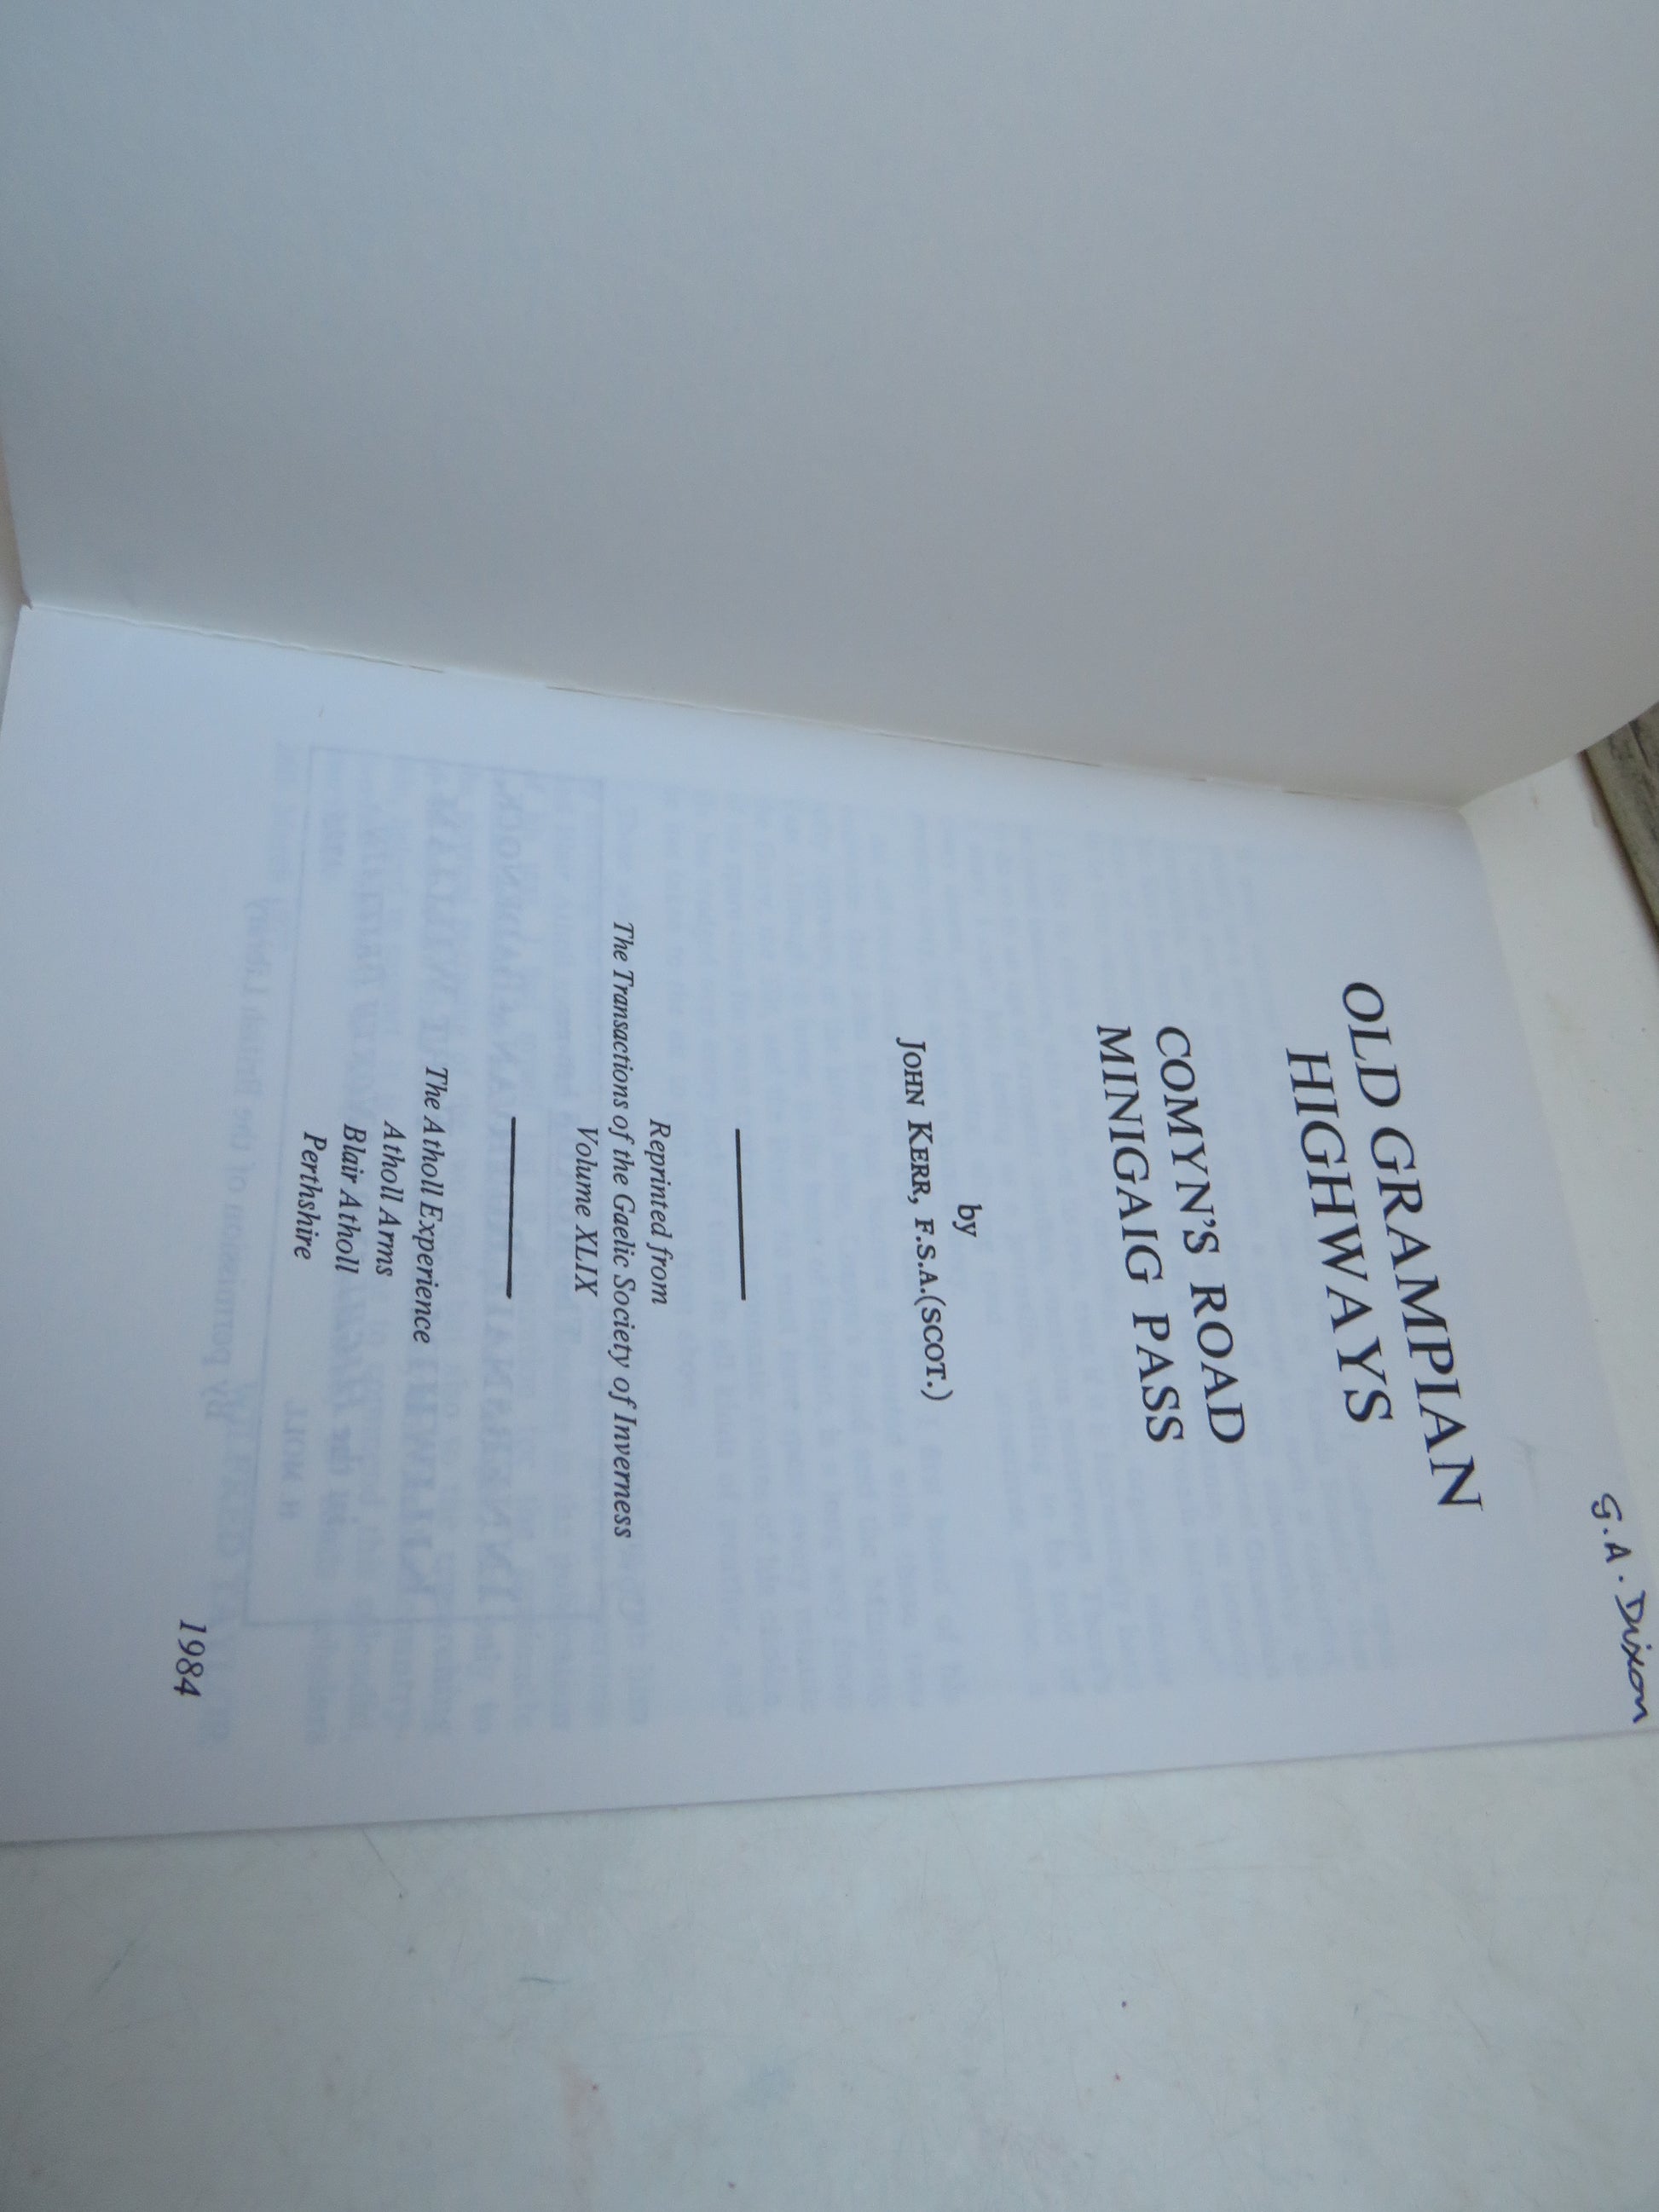 G. A. Dixon
OLD GRAMPIAN
HIGHWAYS
COMYN'S ROAD
MINIGAIG PASS
by
JOHN KERR, F.S.A.(SCOT.)
Reprinted from
The Transactions of the Gaelic Society of Inverness
Volume XLIX
The Atholl Experience
Atholl Arms
Blair Atholl
Perthshire
1984